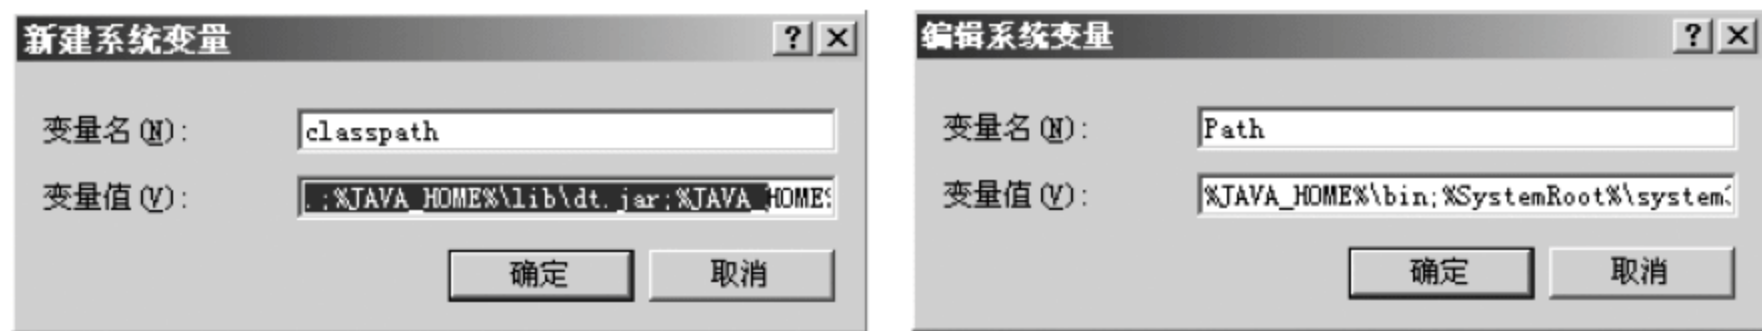 新建系统变量
变量名(N):
classpath
变量值(V):
.;%JAVA_HOME%\lib\dt.jar;%JAVA_HOME%
确定
取消
编辑系统变量
变量名(N):
Path
变量值(V):
%JAVA_HOME%\bin;%SystemRoot%\system
确定
取消